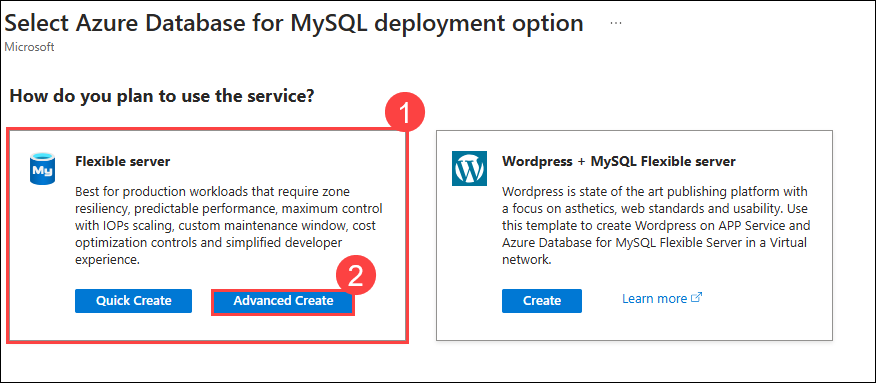 Select Azure Database for MySQL deployment option ...
Microsoft
How do you plan to use the service?
1
Flexible server
My
Best for production workloads that require zone
resiliency, predictable performance, maximum control
with IOPs scaling, custom maintenance window, cost
optimization controls and simplified developer
experience.
2
Quick Create
Advanced Create
Wordpress + MySQL Flexible server
Wordpress is state of the art publishing platform with
a focus on asthetics, web standards and usability. Use
this template to create Wordpress on APP Service and
Azure Database for MySQL Flexible Server in a Virtual
network.
Create
Learn more